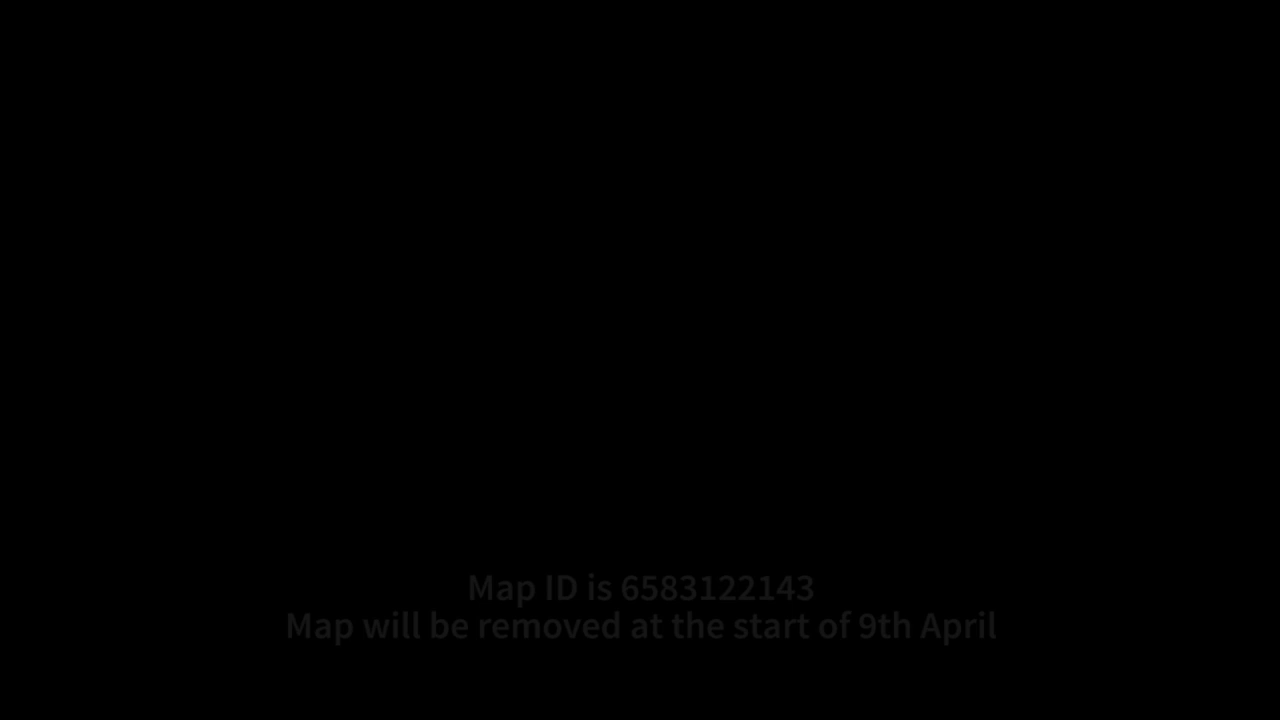 Map ID is 6583122143
Map will be removed at the start of 9th April